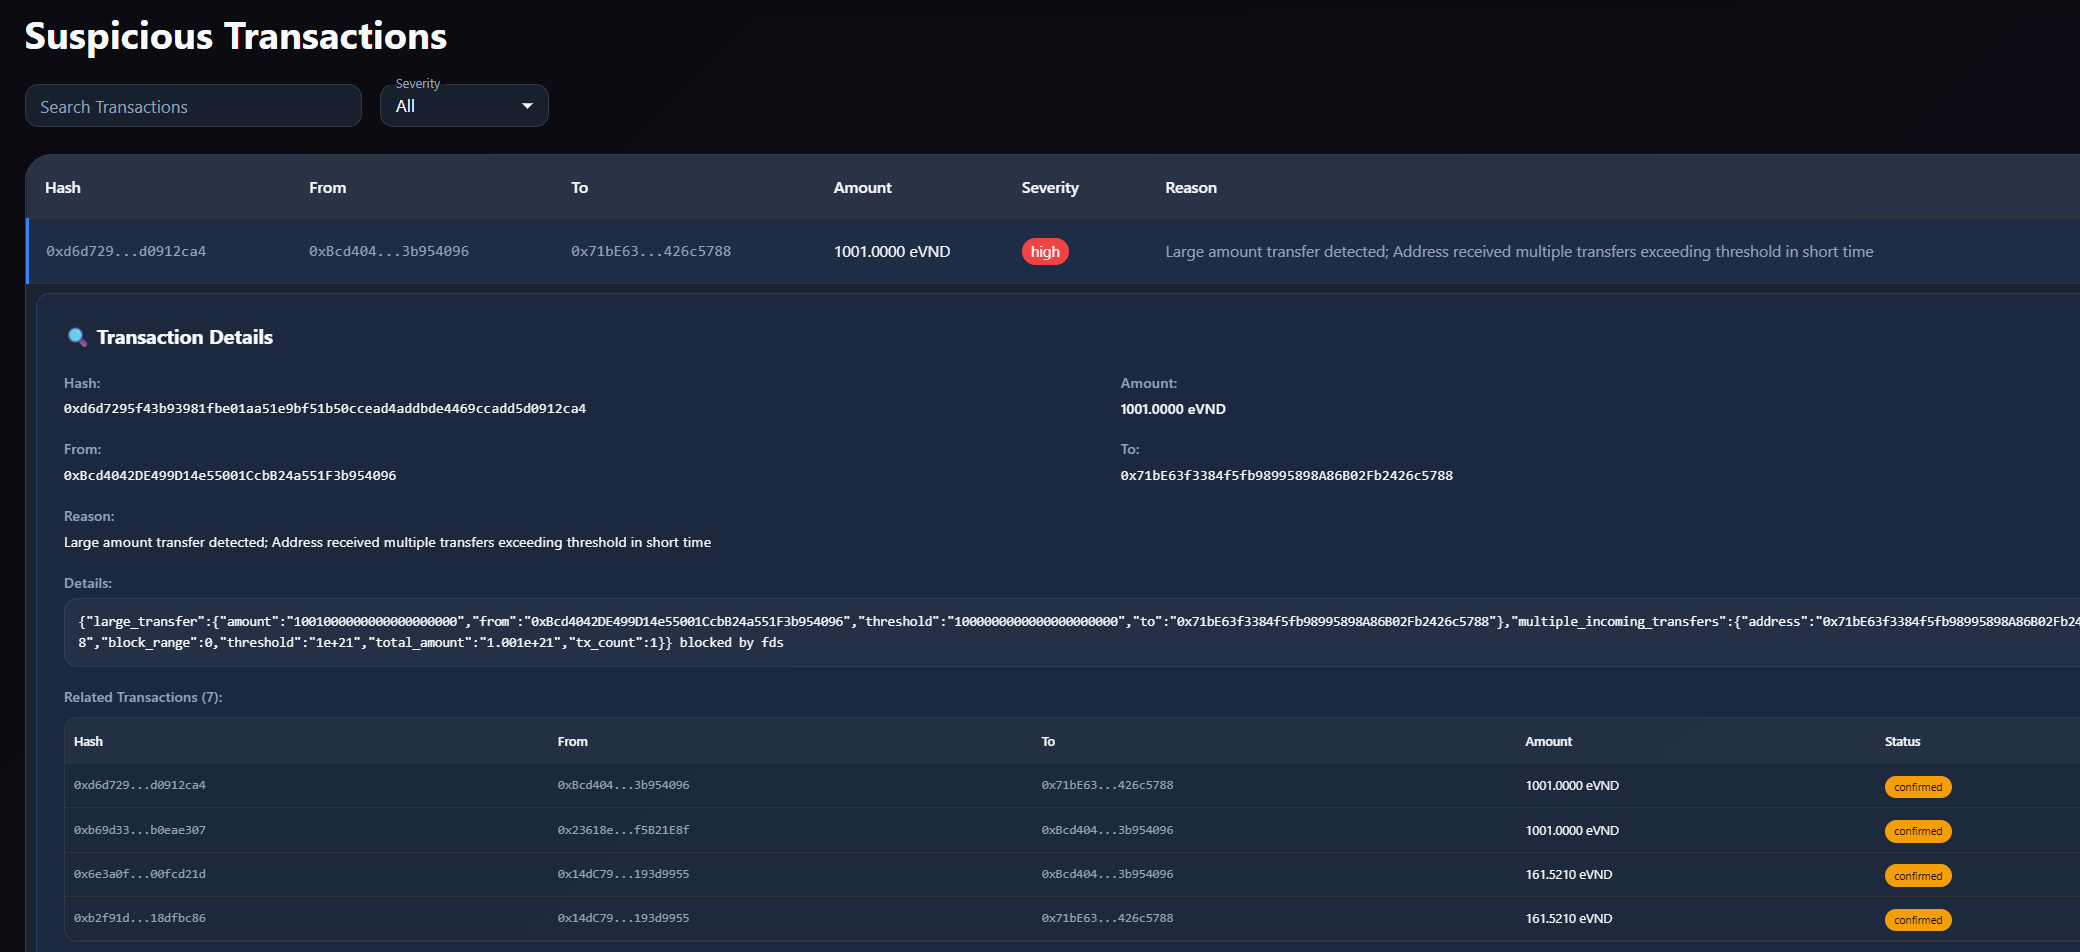 Suspicious Transactions
Severity
Search Transactions
All
Hash From To Amount Severity Reason
0xd6d729...d0912ca4 0xBcd404...3b954096 0x71bE63...426c5788 1001.0000 eVND high Large amount transfer detected; Address received multiple transfers exceeding threshold in short time
Transaction Details
Hash: Amount:
0xd6d7295f43b93981fbe01aa51e9bf51b50ccead4addbde4469ccadd5d0912ca4 1001.0000 eVND
From: To:
0xBcd4042DE499D14e55001CcbB24a551F3b954096 0x71bE63f3384f5fb98995898A86B02Fb2426c5788
Reason:
Large amount transfer detected; Address received multiple transfers exceeding threshold in short time
Details:
{"large_transfer":{"amount":"1001000000000000000000","from":"0xBcd4042DE499D14e55001CcbB24a551F3b954096","threshold":"1000000000000000000000","to":"0x71bE63f3384f5fb98995898A86B02Fb2426c5788"},"multiple_incoming_transfers":{"address":"0x71bE63f3384f5fb98995898A86B02Fb24
8","block_range":0,"threshold":"1e+21","total_amount":"1.001e+21","tx_count":1}} blocked by fds
Related Transactions (7):
Hash From To Amount Status
0xd6d729...d0912ca4 0xBcd404...3b954096 0x71bE63...426c5788 1001.0000 eVND confirmed
0xb69d33...b0eae307 0x23618e...f5B21E8f 0xBcd404...3b954096 1001.0000 eVND confirmed
0x6e3a0f...00fcd21d 0x14dC79...193d9955 0xBcd404...3b954096 161.5210 eVND confirmed
0xb2f91d...18dfbc86 0x14dC79...193d9955 0x71bE63...426c5788 161.5210 eVND confirmed